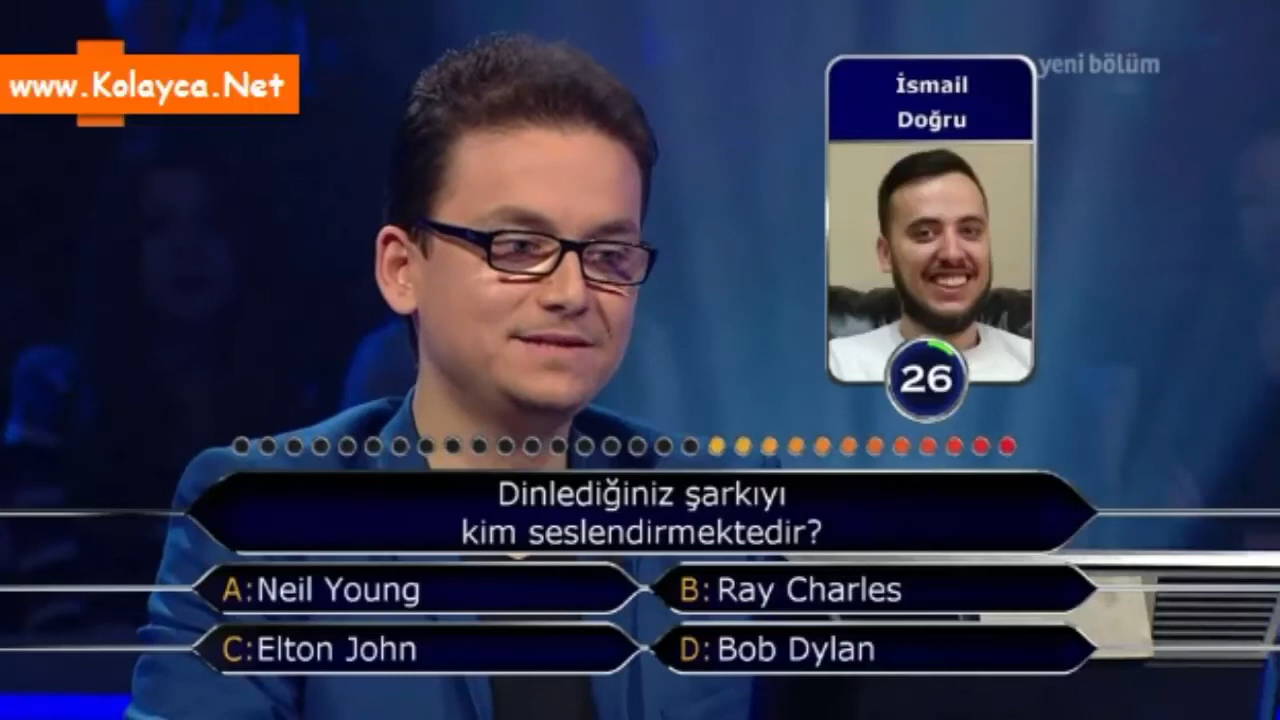 www.Kolayca.Net
yeni bölüm
İsmail
Doğru
26
Dinlediğiniz şarkıyı
kim seslendirmektedir?
A:Neil Young
B:Ray Charles
C:Elton John
D:Bob Dylan